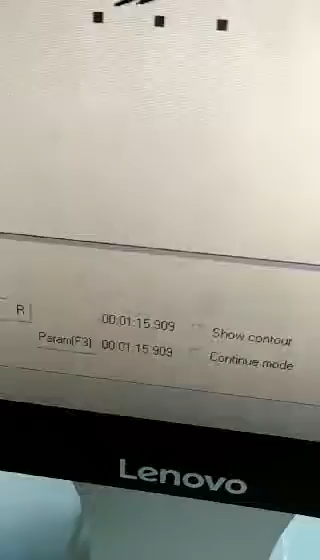 R
00:01:15.909
Show contour
Param(F3)
00:01:15.909
Continue mode
Lenovo